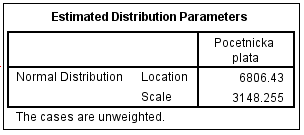 Estimated Distribution Parameters
Pocetnicka
plata
Normal Distribution Location 6806.43
Scale 3148.255
The cases are unweighted.